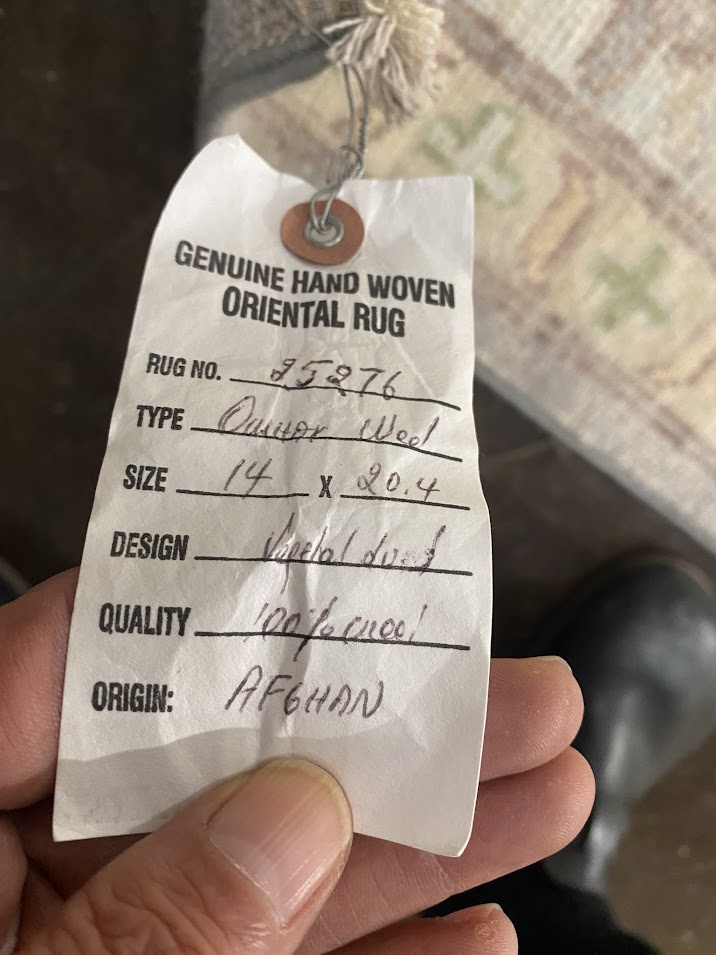 GENUINE HAND WOVEN
ORIENTAL RUG
RUG NO. 25276
TYPE
SIZE 14 X 20.4
DESIGN
QUALITY 100% wool
ORIGIN: AFGHAN